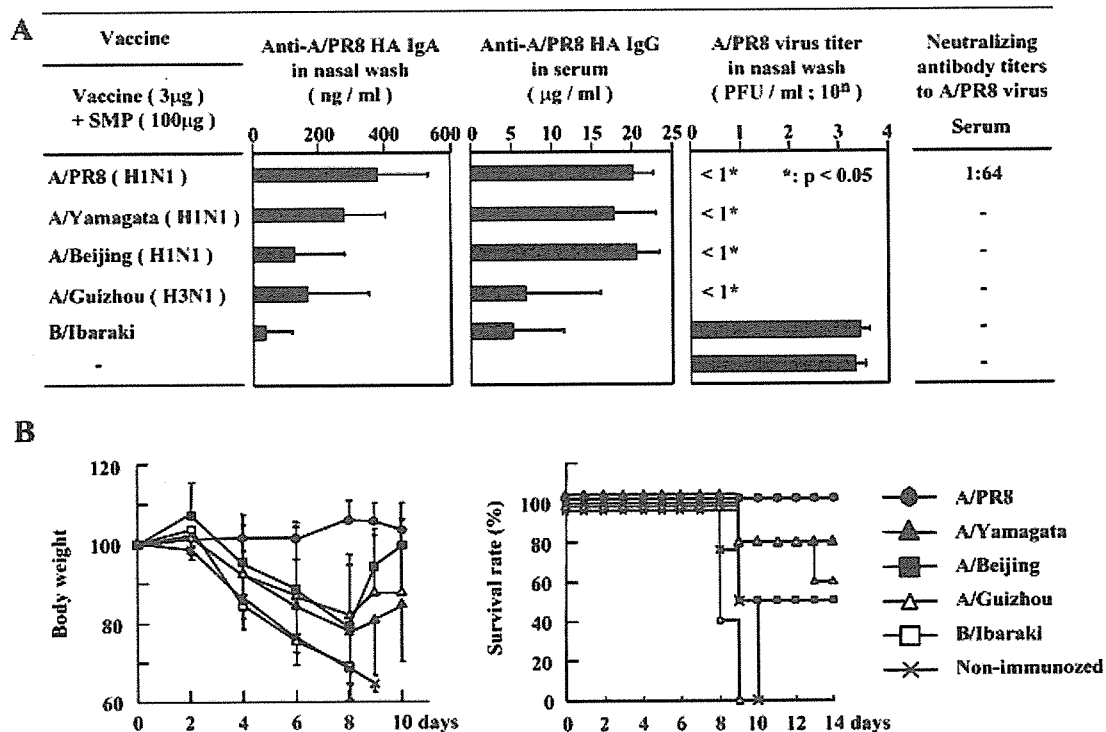 A
Vaccine
Vaccine ( 3μg )
+ SMP ( 100μg )
Anti-A/PR8 HA IgA
in nasal wash
( ng / ml )
0 200 400 600
Anti-A/PR8 HA IgG
in serum
( μg / ml )
0 5 10 15 20 25
A/PR8 virus titer
in nasal wash
( PFU / ml ; 10ⁿ )
0 1 2 3 4
Neutralizing
antibody titers
to A/PR8 virus
Serum
A/PR8 ( H1N1 ) < 1* *: p < 0.05 1:64
A/Yamagata ( H1N1 ) < 1* -
A/Beijing ( H1N1 ) < 1* -
A/Guizhou ( H3N1 ) < 1* -
B/Ibaraki -
- -
B
Body weight
120
100
80
60
0 2 4 6 8 10 days
Survival rate (%)
100
80
60
40
20
0
0 2 4 6 8 10 12 14 days
A/PR8
A/Yamagata
A/Beijing
A/Guizhou
B/Ibaraki
Non-immunozed